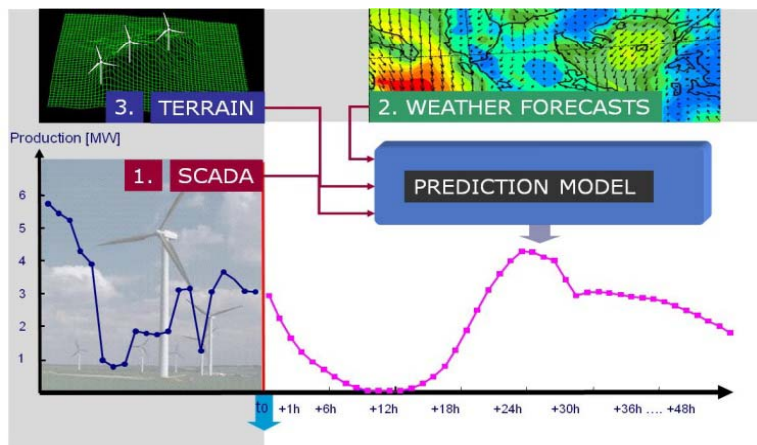 3. TERRAIN
2. WEATHER FORECASTS
Production [MW]
1. SCADA
PREDICTION MODEL
6
5
4
3
2
1
to +1h +6h +12h +18h +24h +30h +36h .... +48h